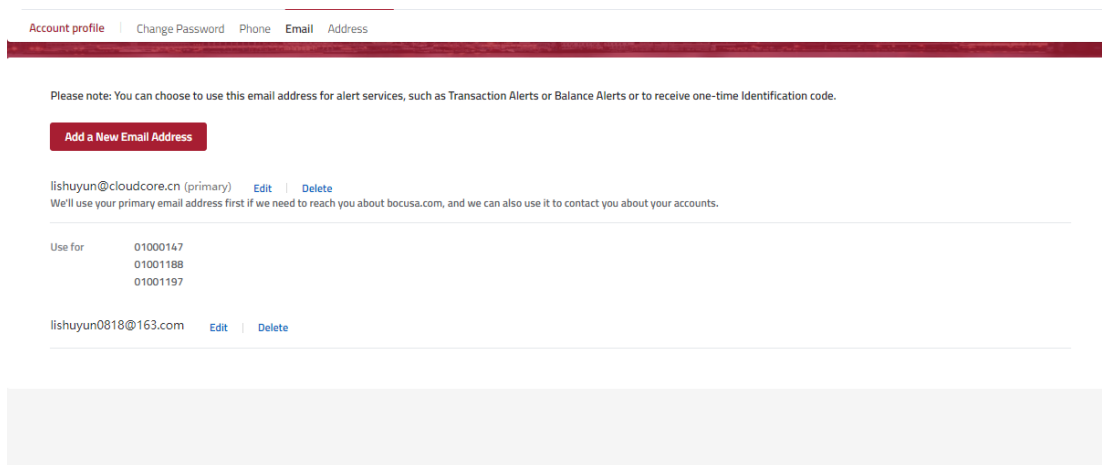 Account profile Change Password Phone Email Address
Please note: You can choose to use this email address for alert services, such as Transaction Alerts or Balance Alerts or to receive one-time Identification code.
Add a New Email Address
lishuyun@cloudcore.cn (primary) Edit Delete
We'll use your primary email address first if we need to reach you about bocusa.com, and we can also use it to contact you about your accounts.
Use for 01000147
01001188
01001197
lishuyun0818@163.com Edit Delete